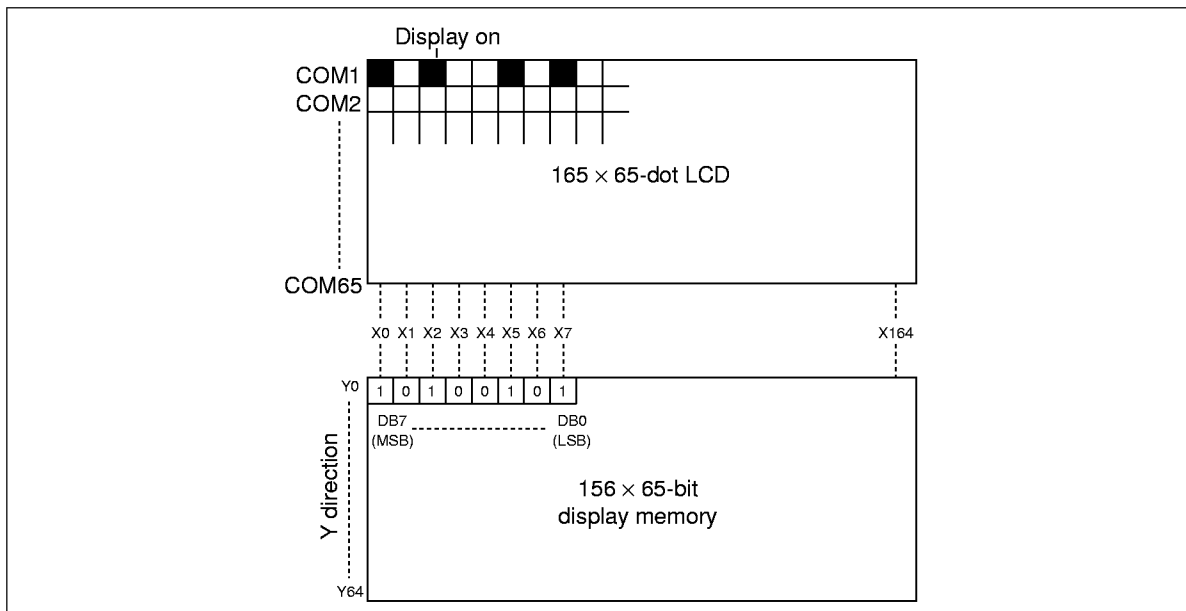 Display on
COM1
COM2
165 × 65-dot LCD
COM65
X0 X1 X2 X3 X4 X5 X6 X7 X164
Y0 1 0 1 0 0 1 0 1
DB7 DB0
(MSB) (LSB)
Y direction
156 × 65-bit
display memory
Y64